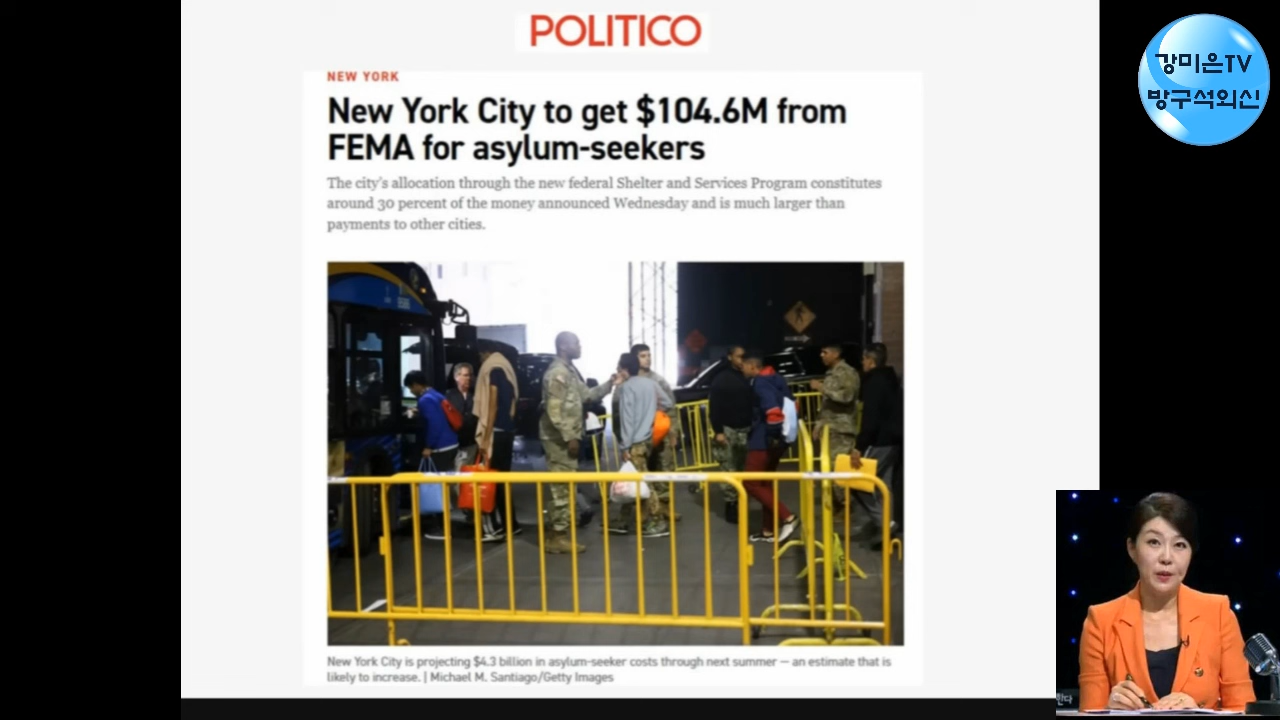 POLITICO
강미은TV
방구석외신
NEW YORK
New York City to get $104.6M from
FEMA for asylum-seekers
The city's allocation through the new federal Shelter and Services Program constitutes
around 30 percent of the money announced Wednesday and is much larger than
payments to other cities.
New York City is projecting $4.3 billion in asylum-seeker costs through next summer — an estimate that is
likely to increase. | Michael M. Santiago/Getty Images